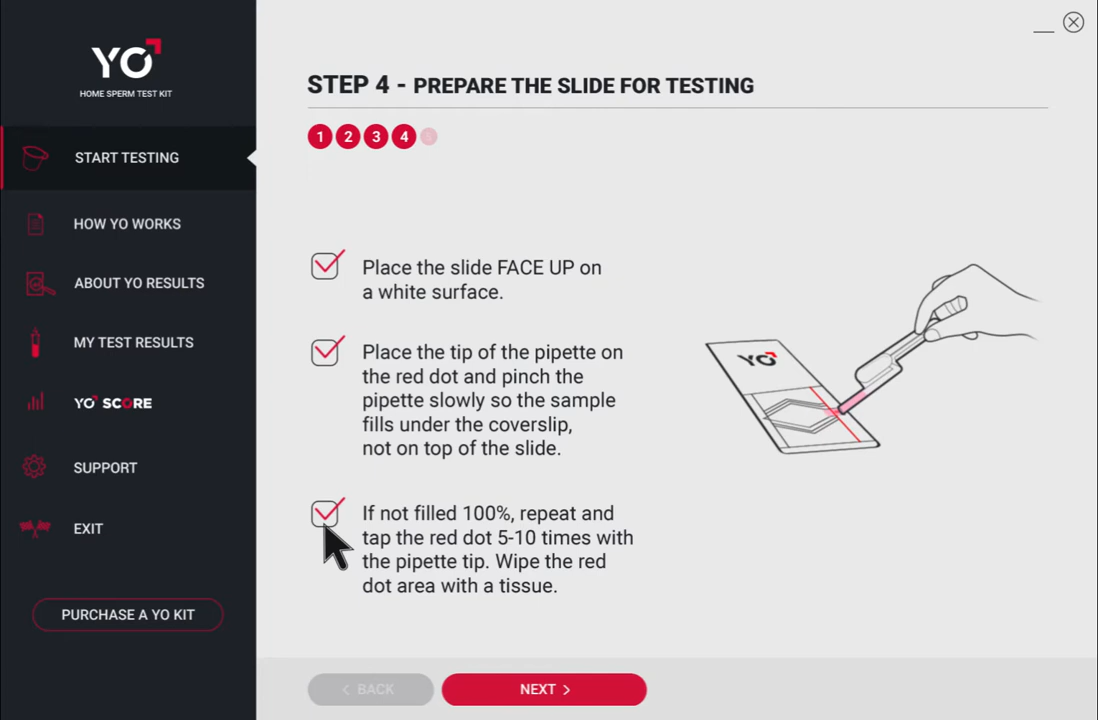 YO
HOME SPERM TEST KIT
START TESTING
HOW YO WORKS
ABOUT YO RESULTS
MY TEST RESULTS
YO SCORE
SUPPORT
EXIT
PURCHASE A YO KIT
STEP 4 - PREPARE THE SLIDE FOR TESTING
1 2 3 4 5
Place the slide FACE UP on
a white surface.
Place the tip of the pipette on
the red dot and pinch the
pipette slowly so the sample
fills under the coverslip,
not on top of the slide.
If not filled 100%, repeat and
tap the red dot 5-10 times with
the pipette tip. Wipe the red
dot area with a tissue.
YO
< BACK
NEXT >